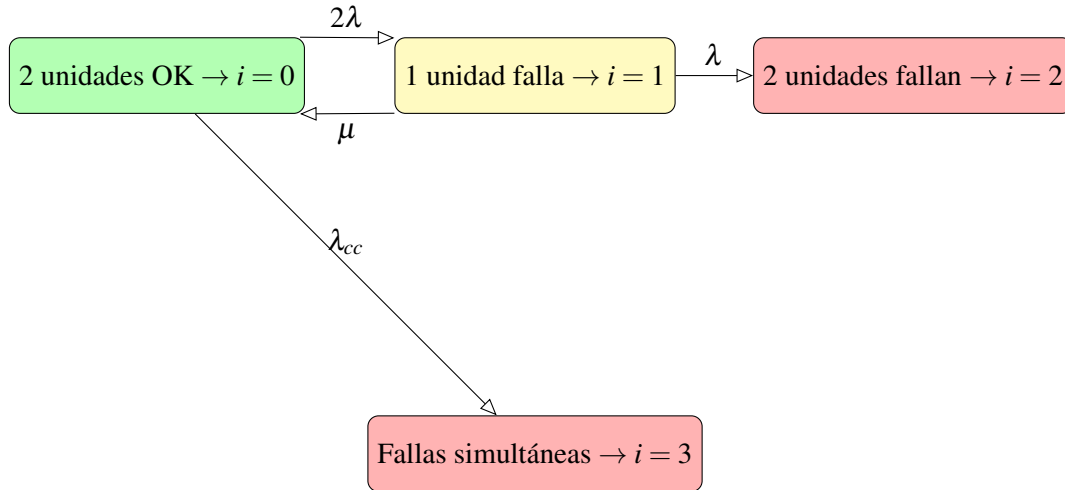 2λ
2 unidades OK → i = 0
1 unidad falla → i = 1
λ
2 unidades fallan → i = 2
μ
λcc
Fallas simultáneas → i = 3